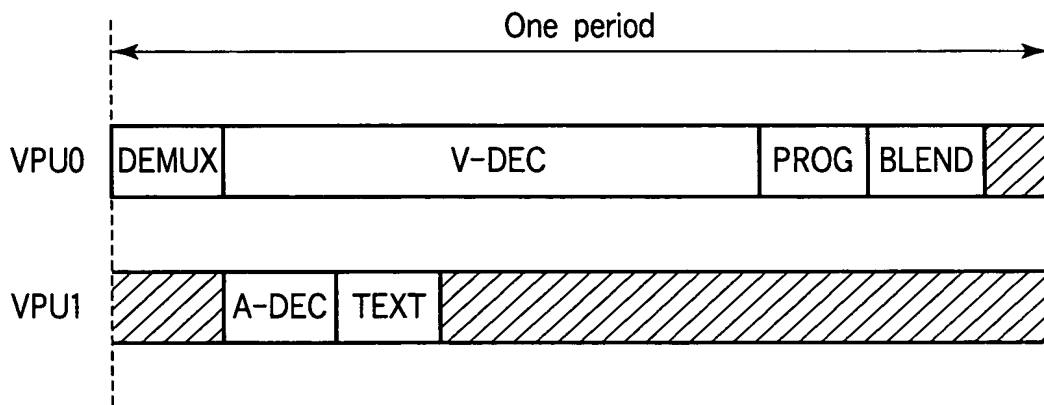 One period
VPU0 DEMUX V-DEC PROG BLEND
VPU1 A-DEC TEXT